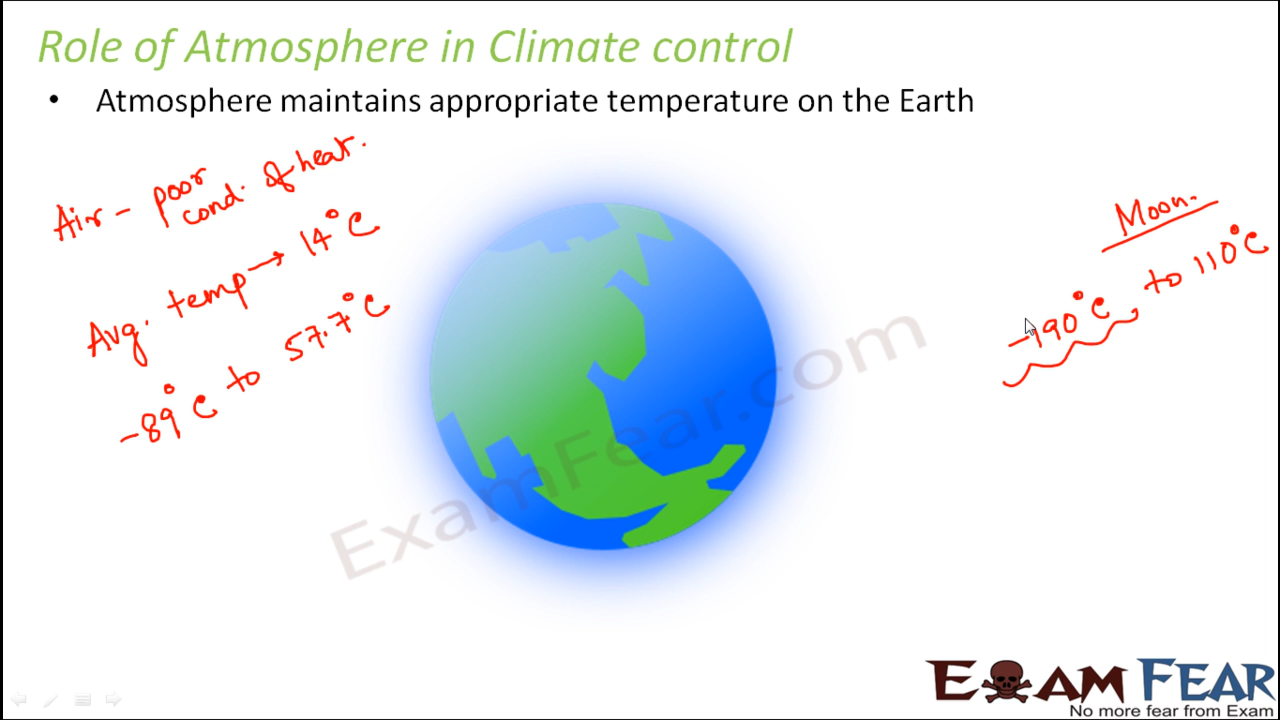 Role of Atmosphere in Climate control
• Atmosphere maintains appropriate temperature on the Earth
Air - poor cond. of heat.
Avg. temp → 14°C
-89°C to 57.7°C
Moon.
-190°C to 110°C
ExamFear.com
EXAM FEAR
No more fear from Exam